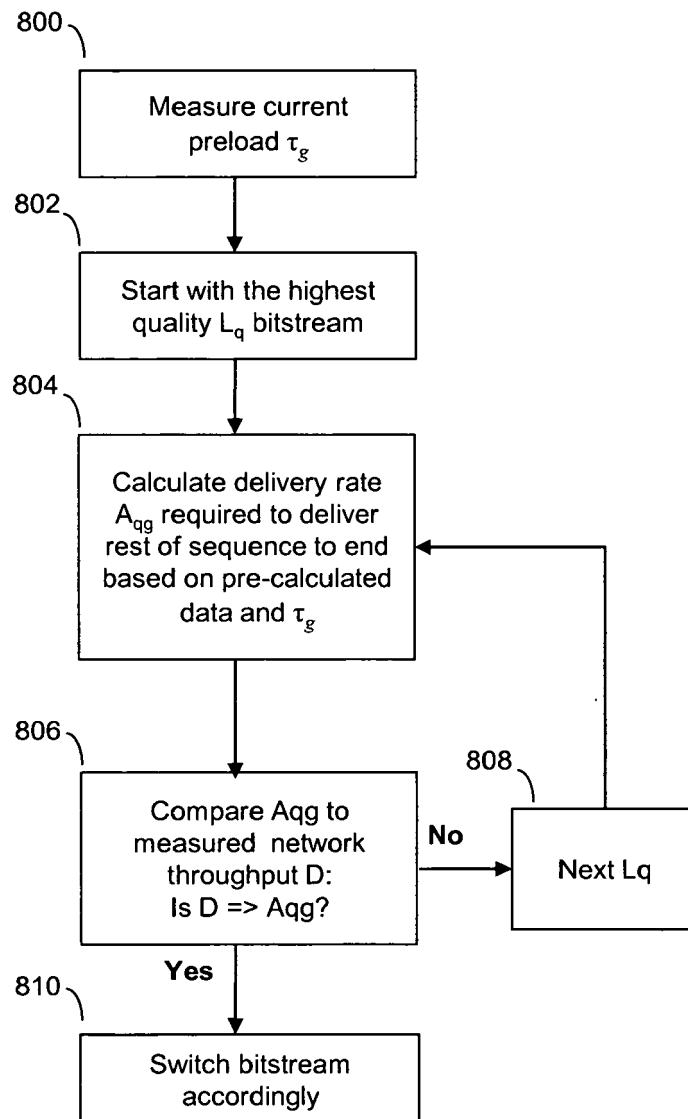 800
Measure current
preload τg
802
Start with the highest
quality Lq bitstream
804
Calculate delivery rate
Aqg required to deliver
rest of sequence to end
based on pre-calculated
data and τg
806
Compare Aqg to
measured network
throughput D:
Is D => Aqg?
No
808
Next Lq
Yes
810
Switch bitstream
accordingly